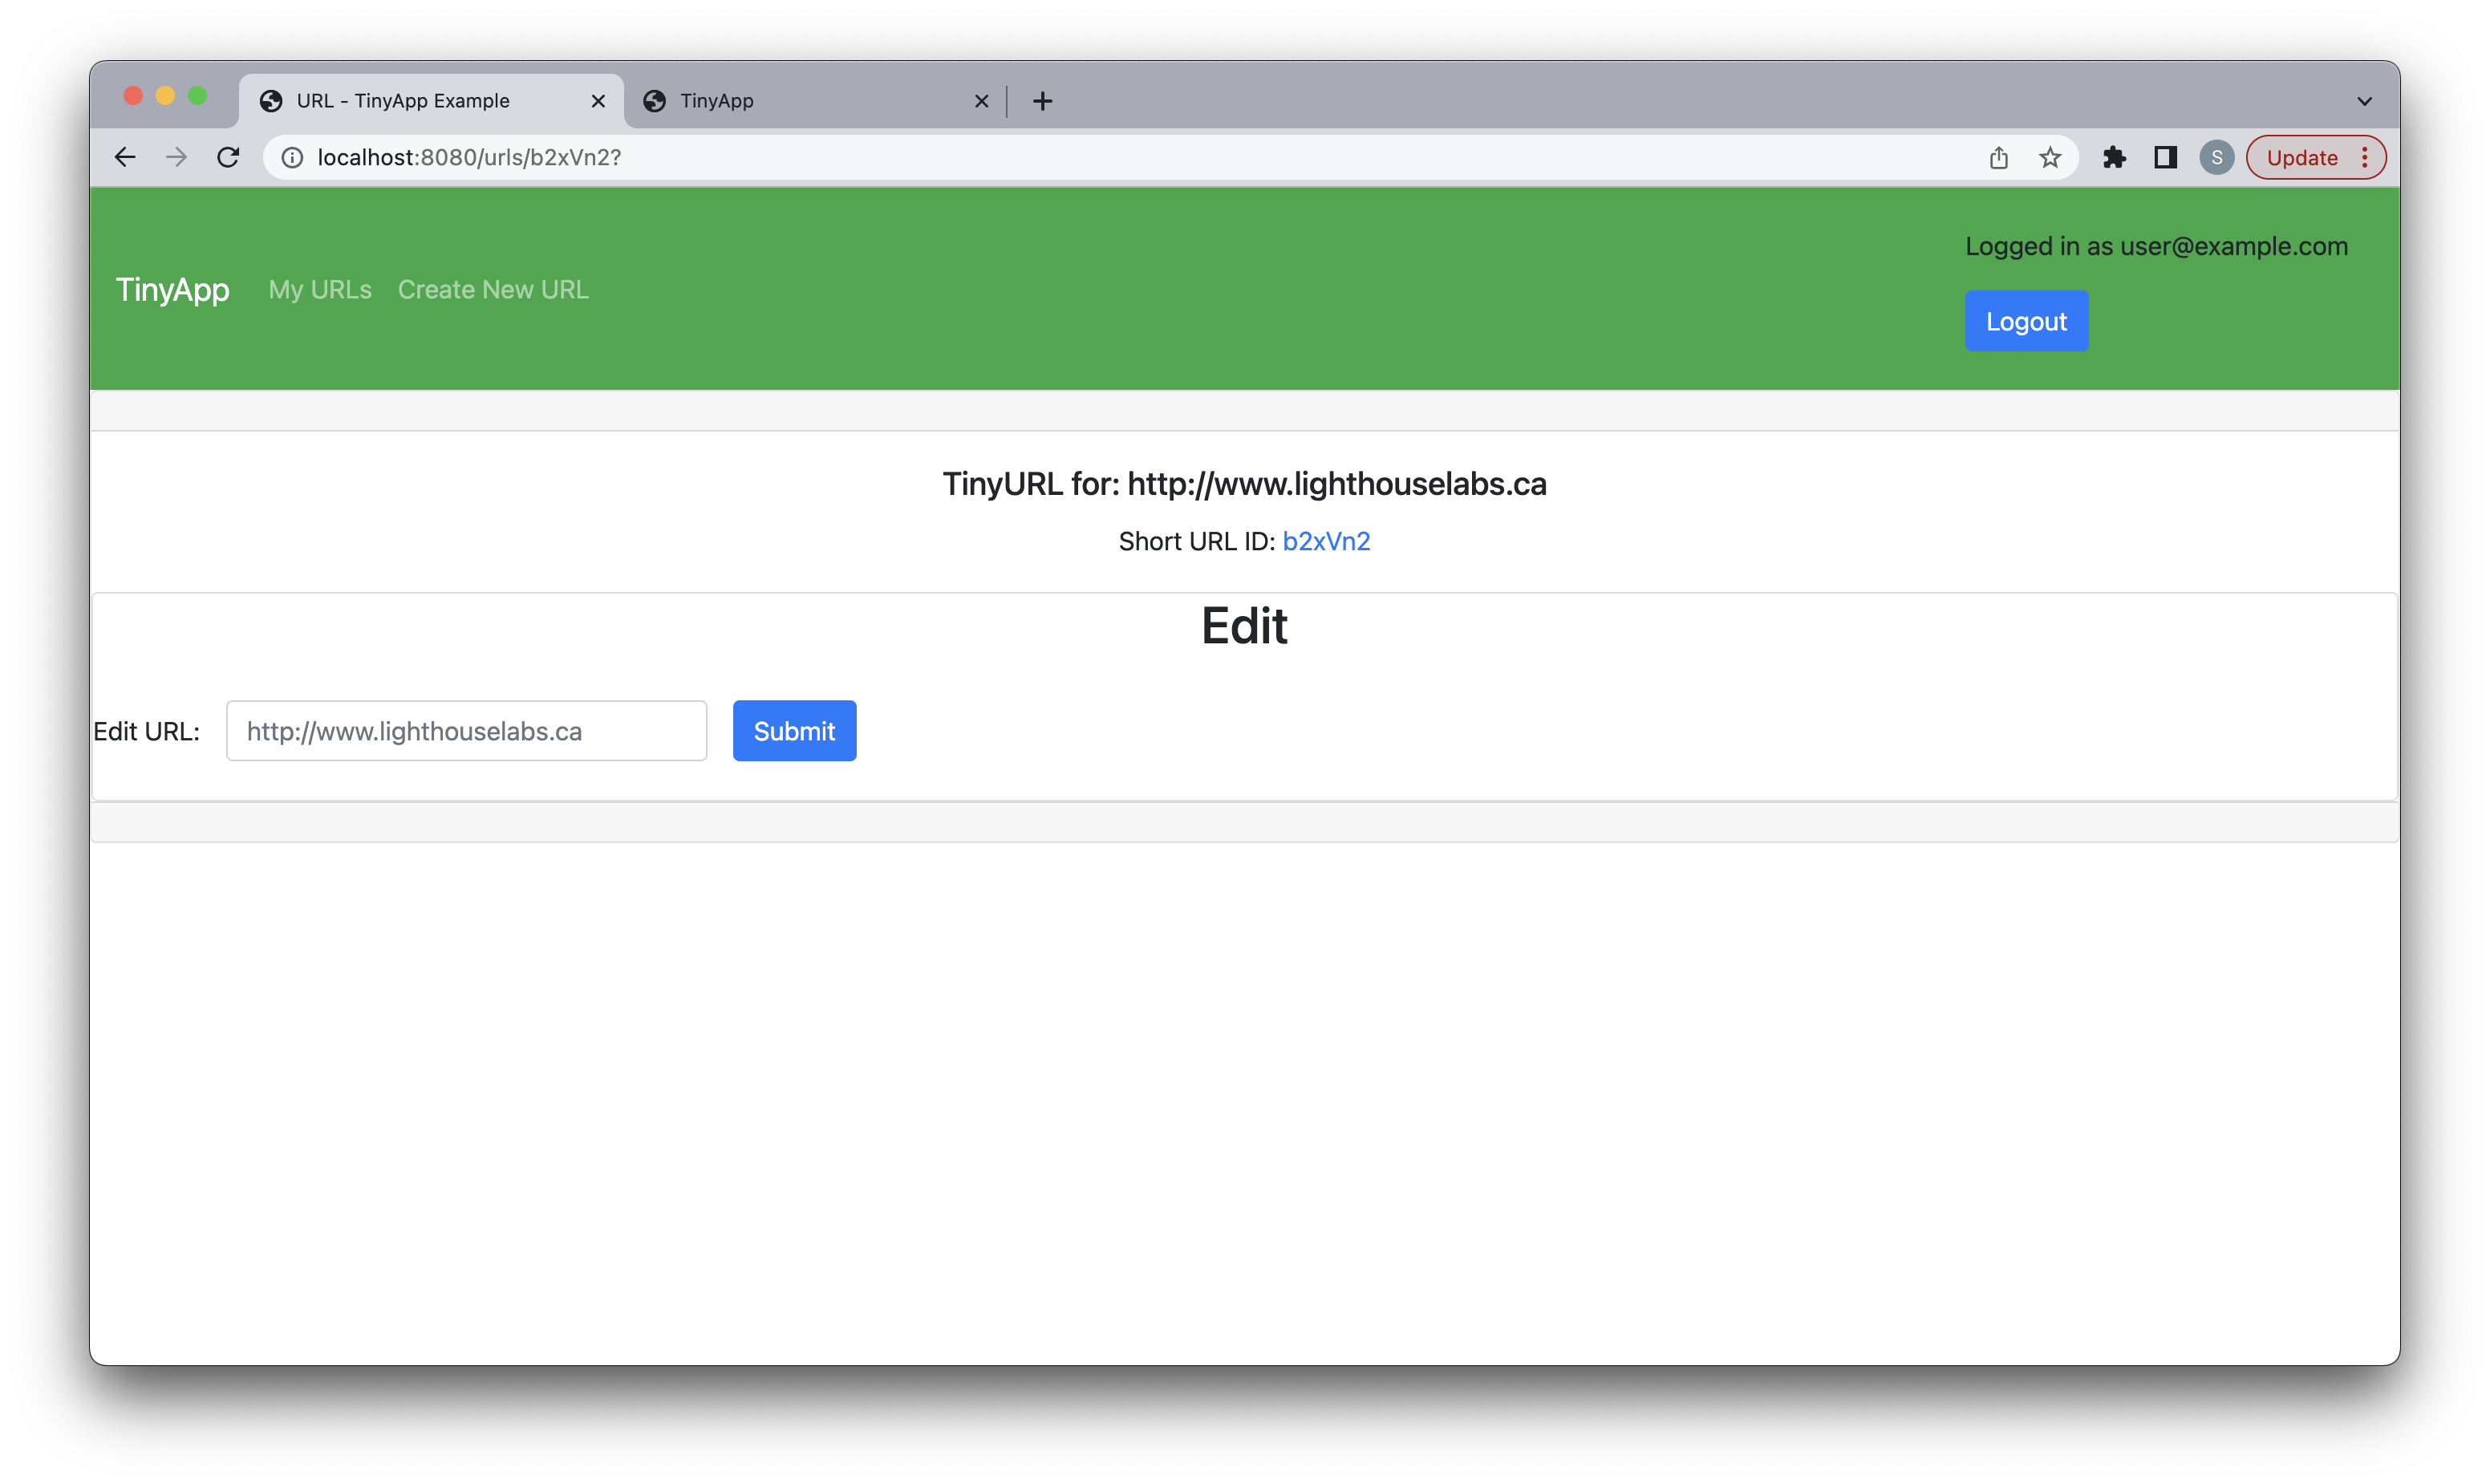 URL - TinyApp Example
TinyApp
localhost:8080/urls/b2xVn2?
S
Update
TinyApp My URLs Create New URL
Logged in as user@example.com
Logout
TinyURL for: http://www.lighthouselabs.ca
Short URL ID: b2xVn2
Edit
Edit URL: http://www.lighthouselabs.ca Submit